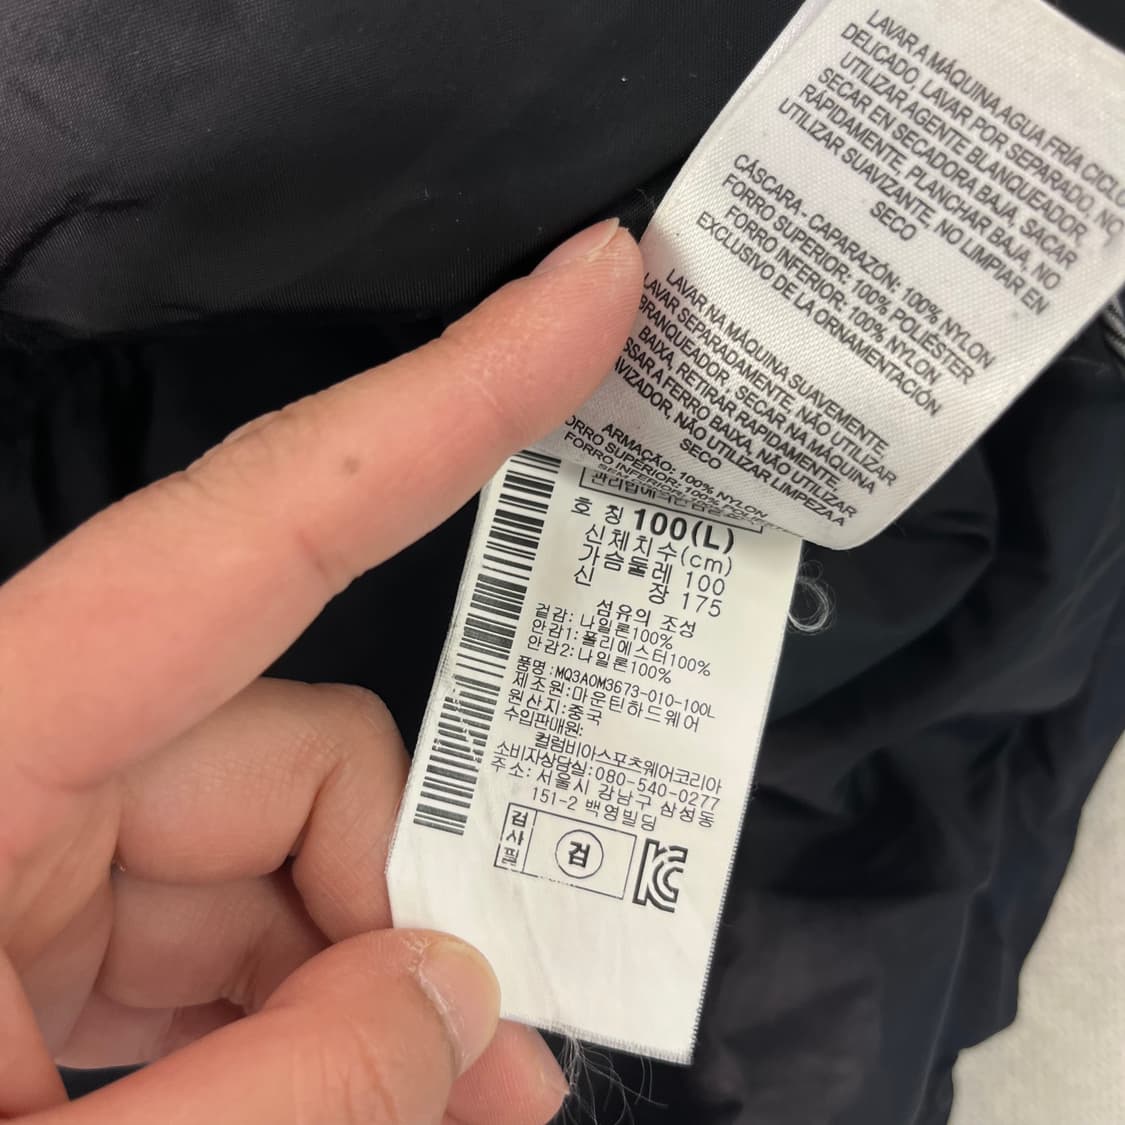 LAVAR A MÁQUINA AGUA FRÍA CICLO
DELICADO, LAVAR POR SEPARADO, NO
UTILIZAR AGENTE BLANQUEADOR,
SECAR EN SECADORA BAJA, SACAR
RÁPIDAMENTE, PLANCHAR BAJA, NO
UTILIZAR SUAVIZANTE, NO LIMPIAR EN
SECO
CÁSCARA - CAPARAZÓN: 100% NYLON
FORRO SUPERIOR: 100% POLIÉSTER
FORRO INFERIOR: 100% NYLON
EXCLUSIVO DE LA ORNAMENTACIÓN
LAVAR NA MÁQUINA SUAVEMENTE,
LAVAR SEPARADAMENTE, NÃO UTILIZAR
BRANQUEADOR, SECAR NA MÁQUINA
BAIXA, RETIRAR RAPIDAMENTE,
A FERRO BAIXA, NÃO UTILIZAR
NÃO UTILIZAR LIMPEZA A
SECO
ARMAÇÃO: 100% NYLON
SUPERIOR: 100%
FORRO INFERIOR: 100%
호 칭 100(L)
신체치수(cm)
가슴둘레 100
신 장 175
섬유의 조성
겉감: 나일론100%
안감1: 폴리에스터100%
안감2: 나일론100%
품명: MQ3AOM3673-010-100L
제조원: 마운틴하드웨어
원산지: 중국
수입판매원:
컬럼비아스포츠웨어코리아
소비자상담실: 080-540-0277
주소: 서울시 강남구 삼성동
151-2 백영빌딩
검사필
검
KC